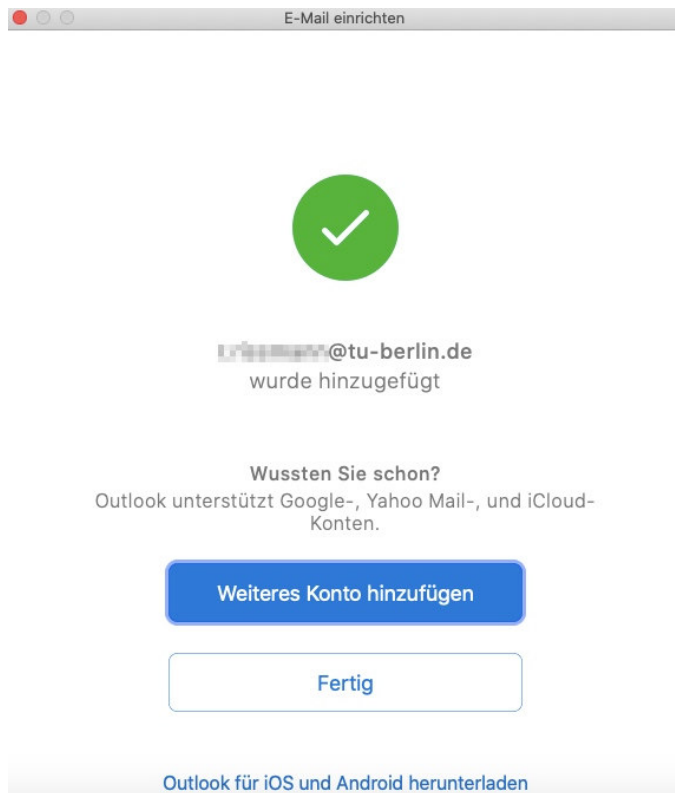 E-Mail einrichten
@tu-berlin.de
wurde hinzugefügt
Wussten Sie schon?
Outlook unterstützt Google-, Yahoo Mail-, und iCloud-
Konten.
Weiteres Konto hinzufügen
Fertig
Outlook für iOS und Android herunterladen